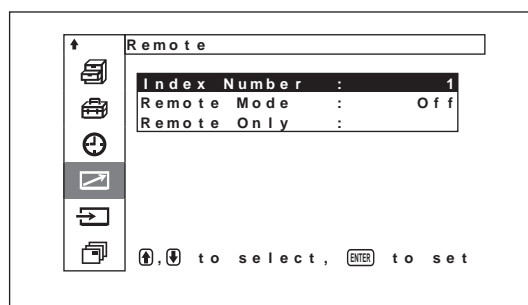 Remote
Index Number : 1
Remote Mode : Off
Remote Only :
, to select, ENTER to set